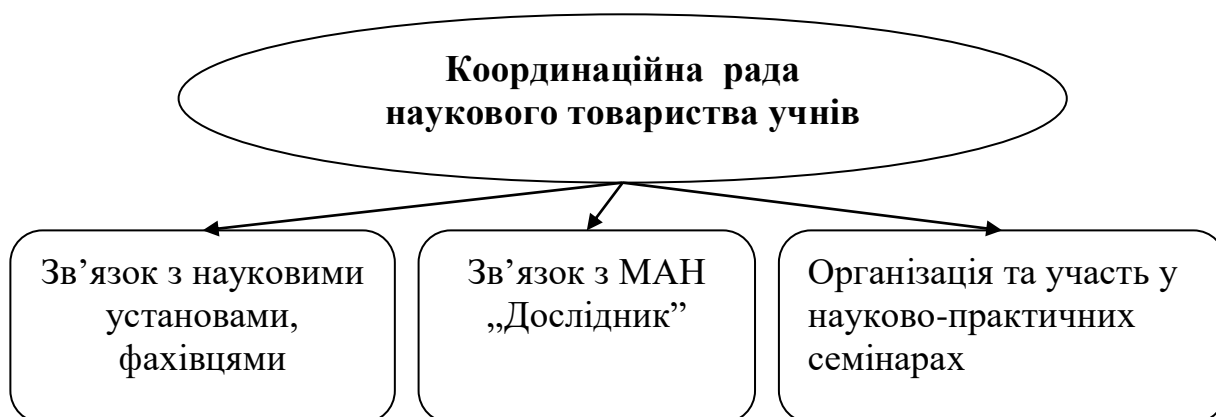 Координаційна рада
наукового товариства учнів
Зв’язок з науковими
установами,
фахівцями
Зв’язок з МАН
„Дослідник”
Організація та участь у
науково-практичних
семінарах